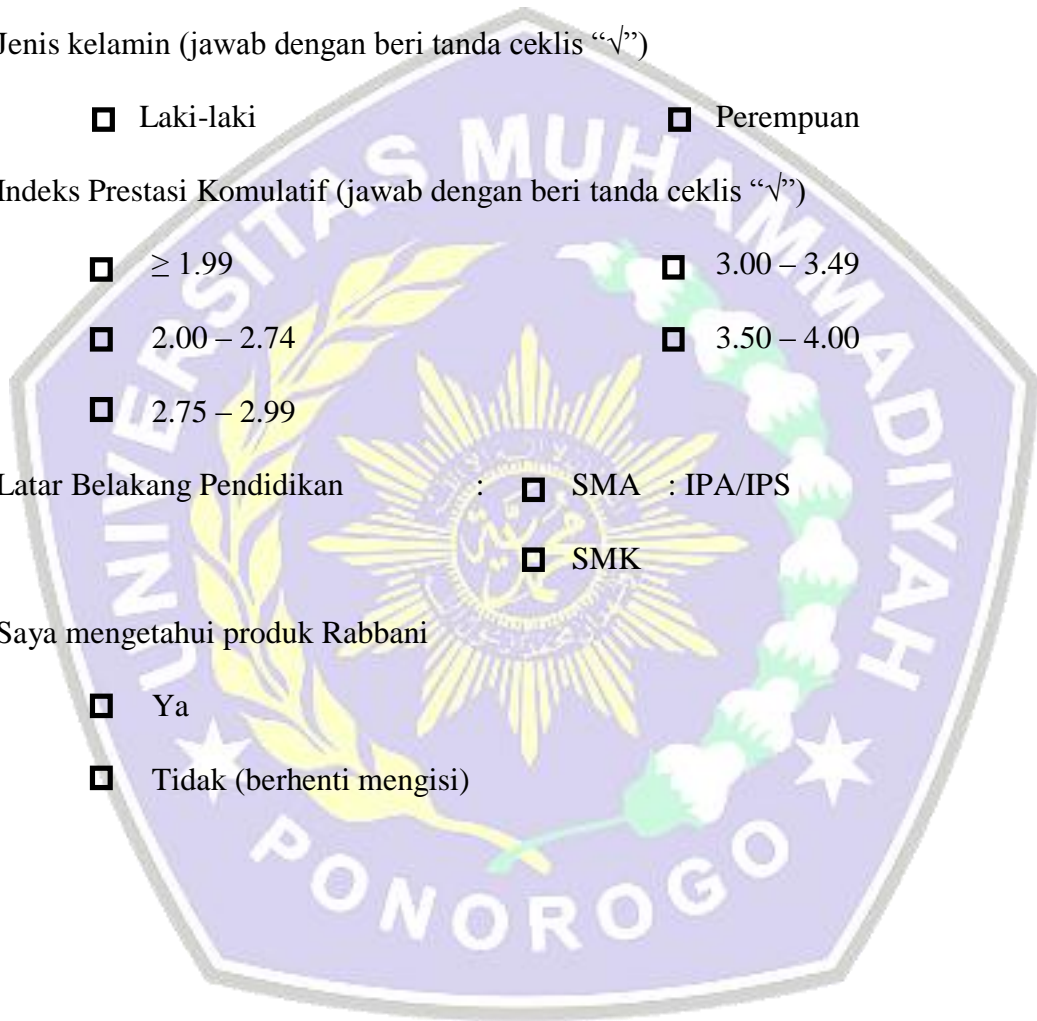 Jenis kelamin (jawab dengan beri tanda ceklis “√”)
Laki-laki Perempuan
Indeks Prestasi Komulatif (jawab dengan beri tanda ceklis “√”)
≥ 1.99 3.00 – 3.49
2.00 – 2.74 3.50 – 4.00
2.75 – 2.99
Latar Belakang Pendidikan : SMA : IPA/IPS
SMK
Saya mengetahui produk Rabbani
Ya
Tidak (berhenti mengisi)
UNIVERSITAS MUHAMMADIYAH
PONOROGO